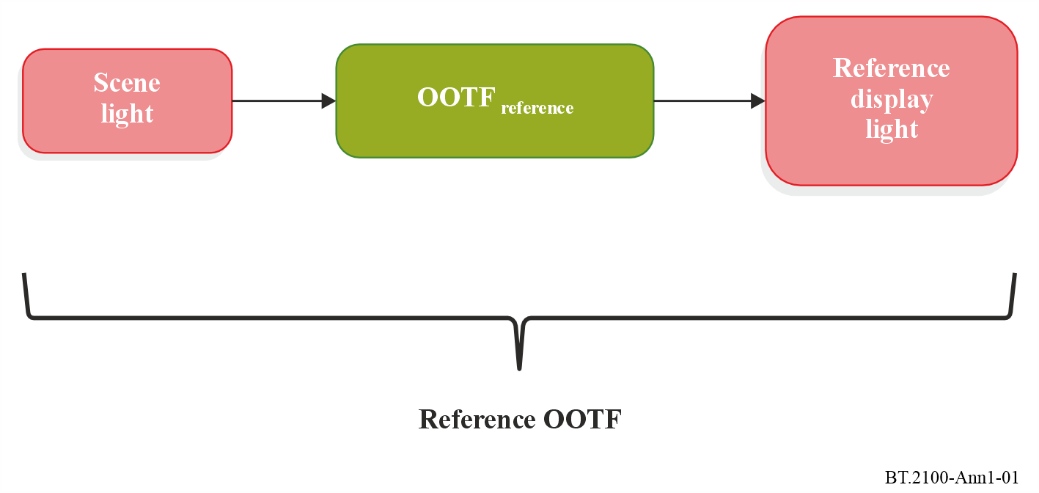 Scene
light
OOTF reference
Reference
display
light
Reference OOTF
BT.2100-Ann1-01